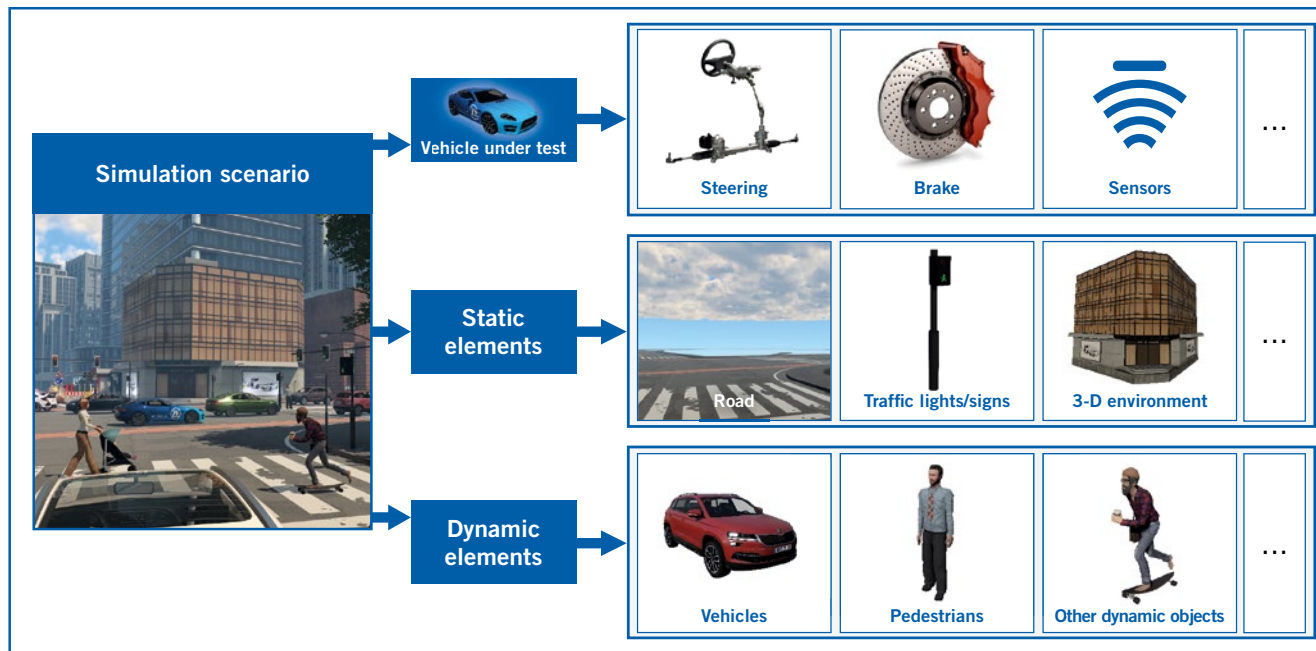 Simulation scenario
Vehicle under test
Steering
Brake
Sensors
...
Static
elements
Road
Traffic lights/signs
3-D environment
...
Dynamic
elements
Vehicles
Pedestrians
Other dynamic objects
...